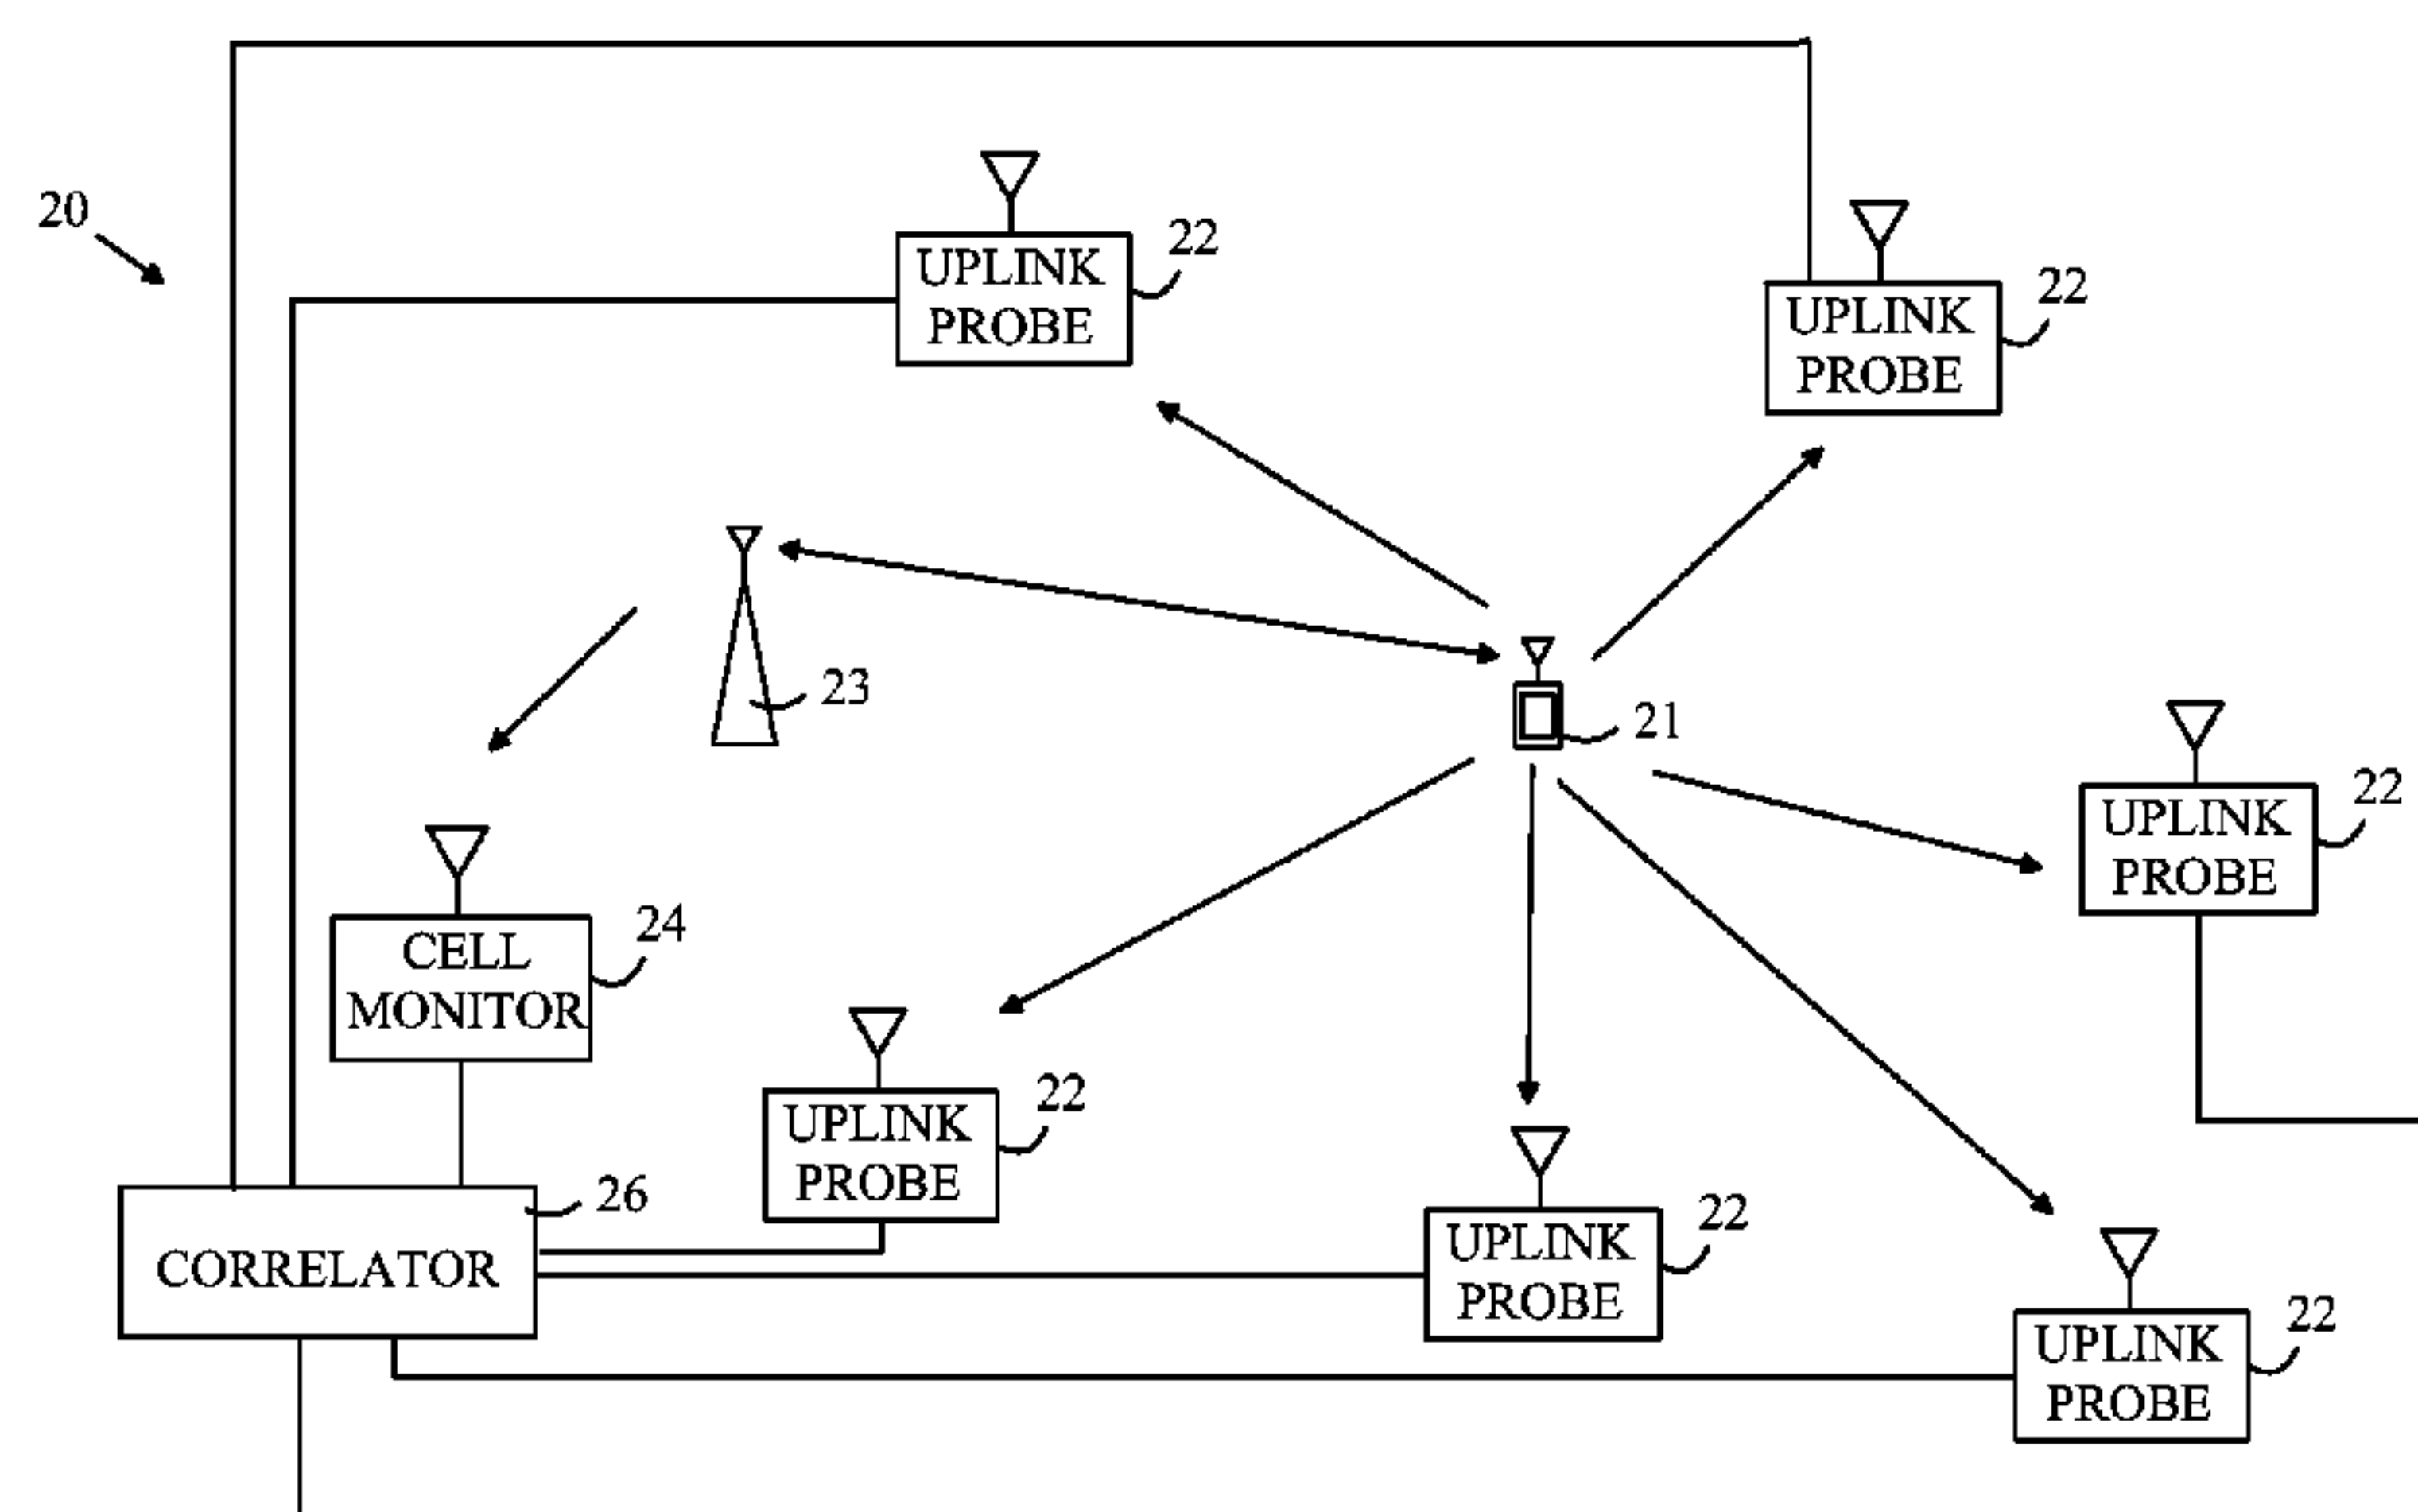 20
UPLINK
PROBE
22
UPLINK
PROBE
22
23
21
UPLINK
PROBE
22
CELL
MONITOR
24
UPLINK
PROBE
22
CORRELATOR
26
UPLINK
PROBE
22
UPLINK
PROBE
22